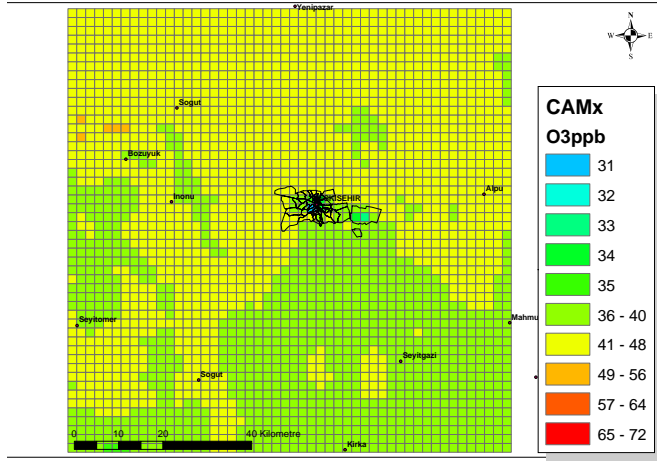 Yenipazar
N
W E
S
CAMx
O3ppb
31
32
33
34
35
36 - 40
41 - 48
49 - 56
57 - 64
65 - 72
Sogut
Bozuyuk
Inonu
ESKISEHIR
Alpu
Seyitomer
Mahmu
Seyitgazi
Sogut
0 10 20 40 Kilometre
Kirka